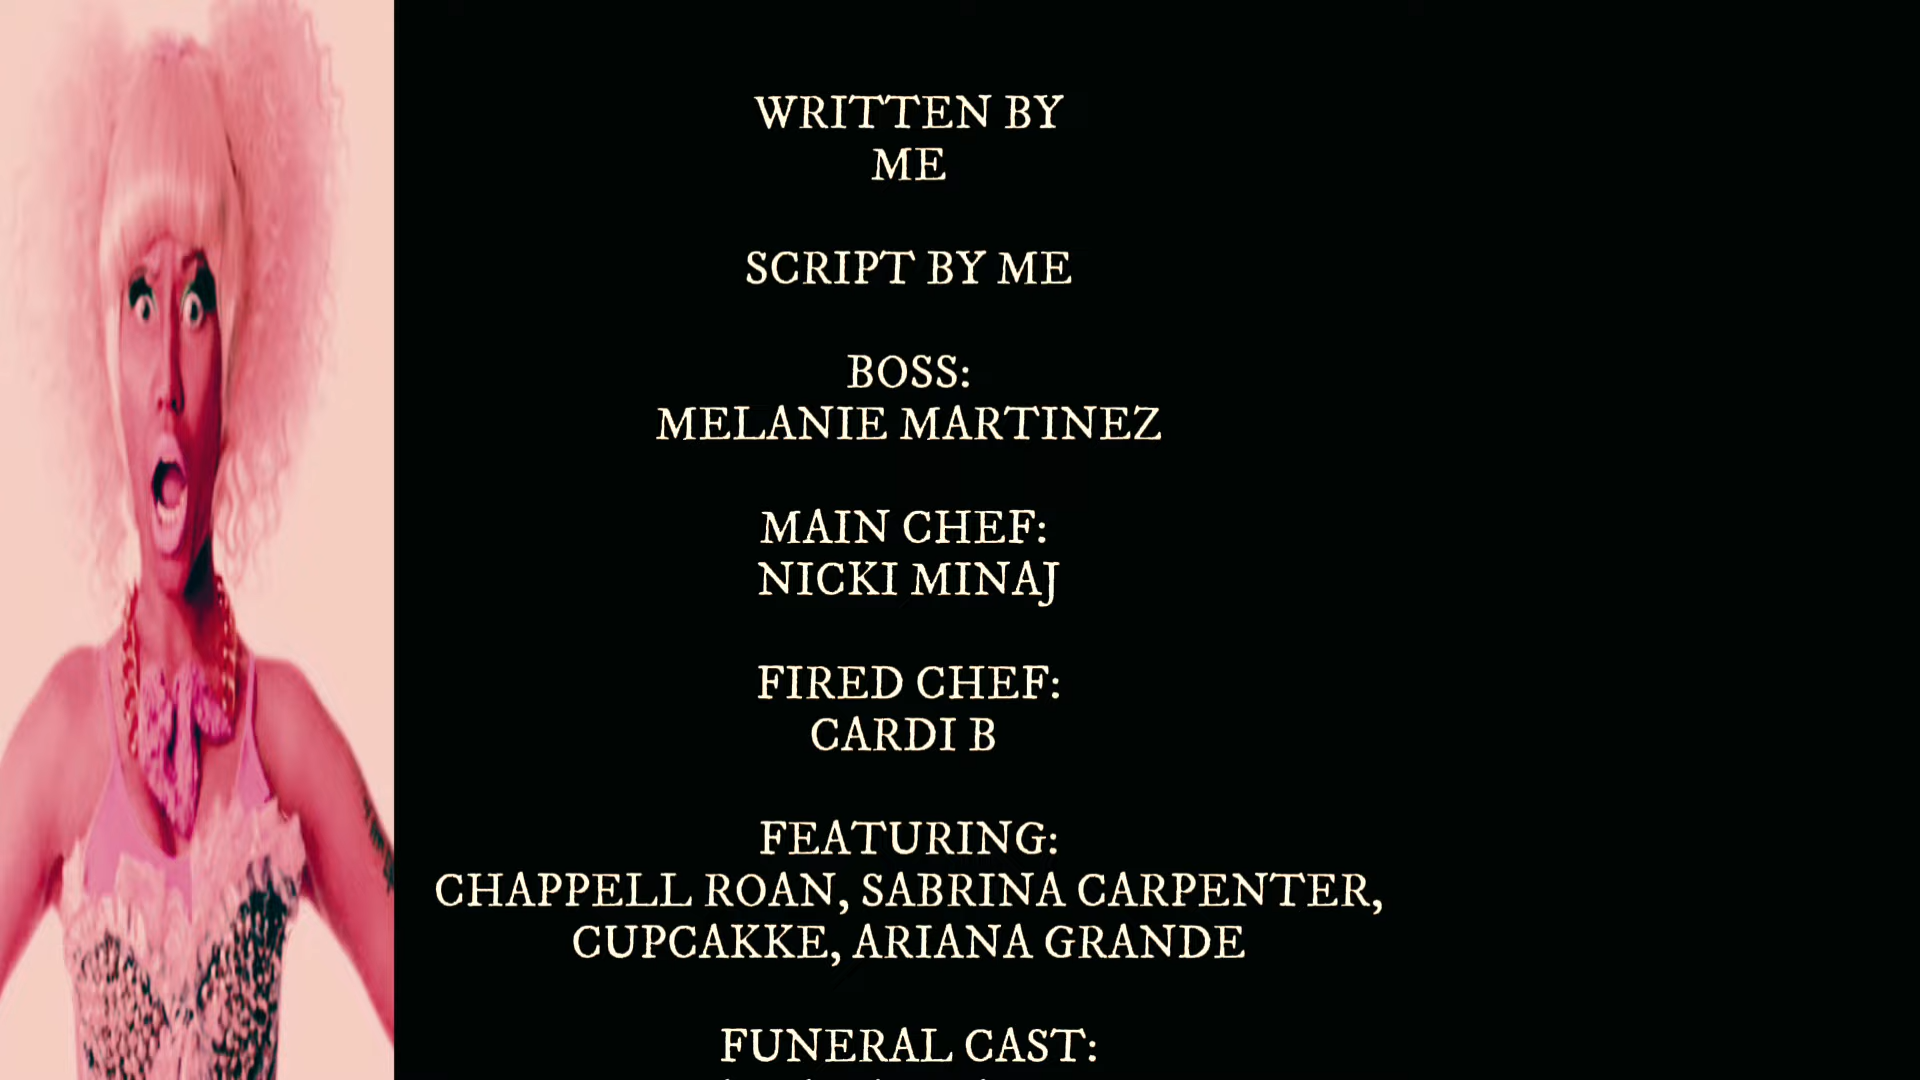 WRITTEN BY
ME
SCRIPT BY ME
BOSS:
MELANIE MARTINEZ
MAIN CHEF:
NICKI MINAJ
FIRED CHEF:
CARDI B
FEATURING:
CHAPPELL ROAN, SABRINA CARPENTER,
CUPCAKKE, ARIANA GRANDE
FUNERAL CAST: